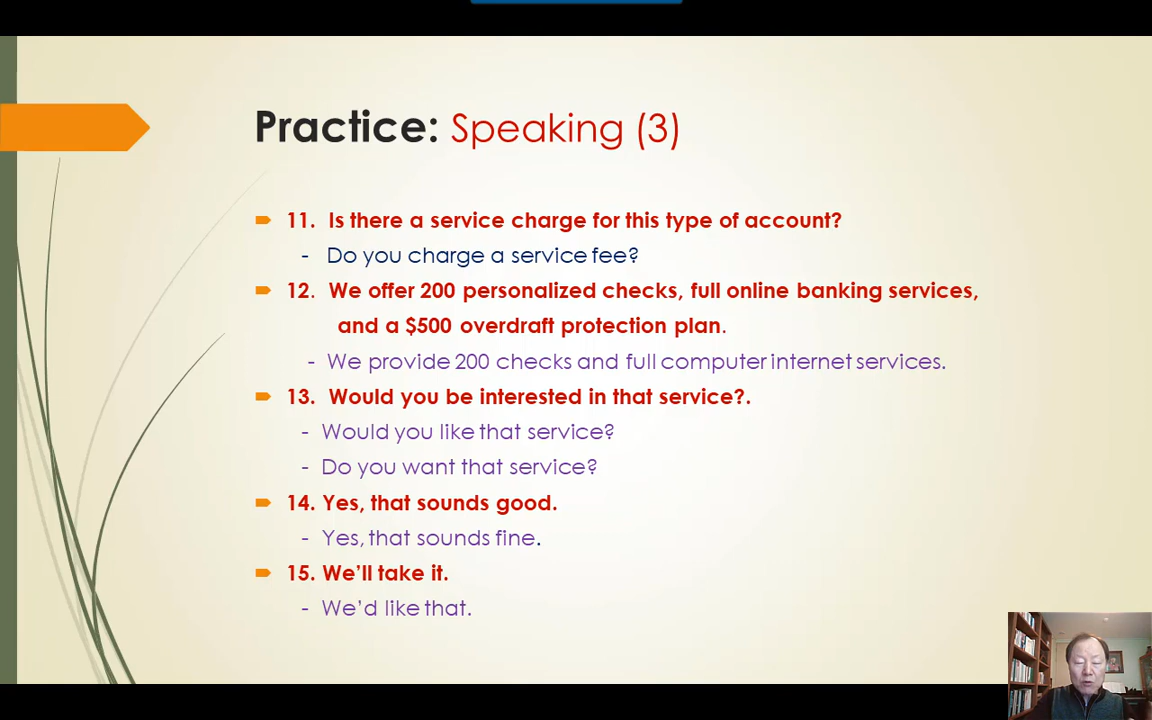 Practice: Speaking (3)
11. Is there a service charge for this type of account?
- Do you charge a service fee?
12. We offer 200 personalized checks, full online banking services,
and a $500 overdraft protection plan.
- We provide 200 checks and full computer internet services.
13. Would you be interested in that service?.
- Would you like that service?
- Do you want that service?
14. Yes, that sounds good.
- Yes, that sounds fine.
15. We’ll take it.
- We’d like that.